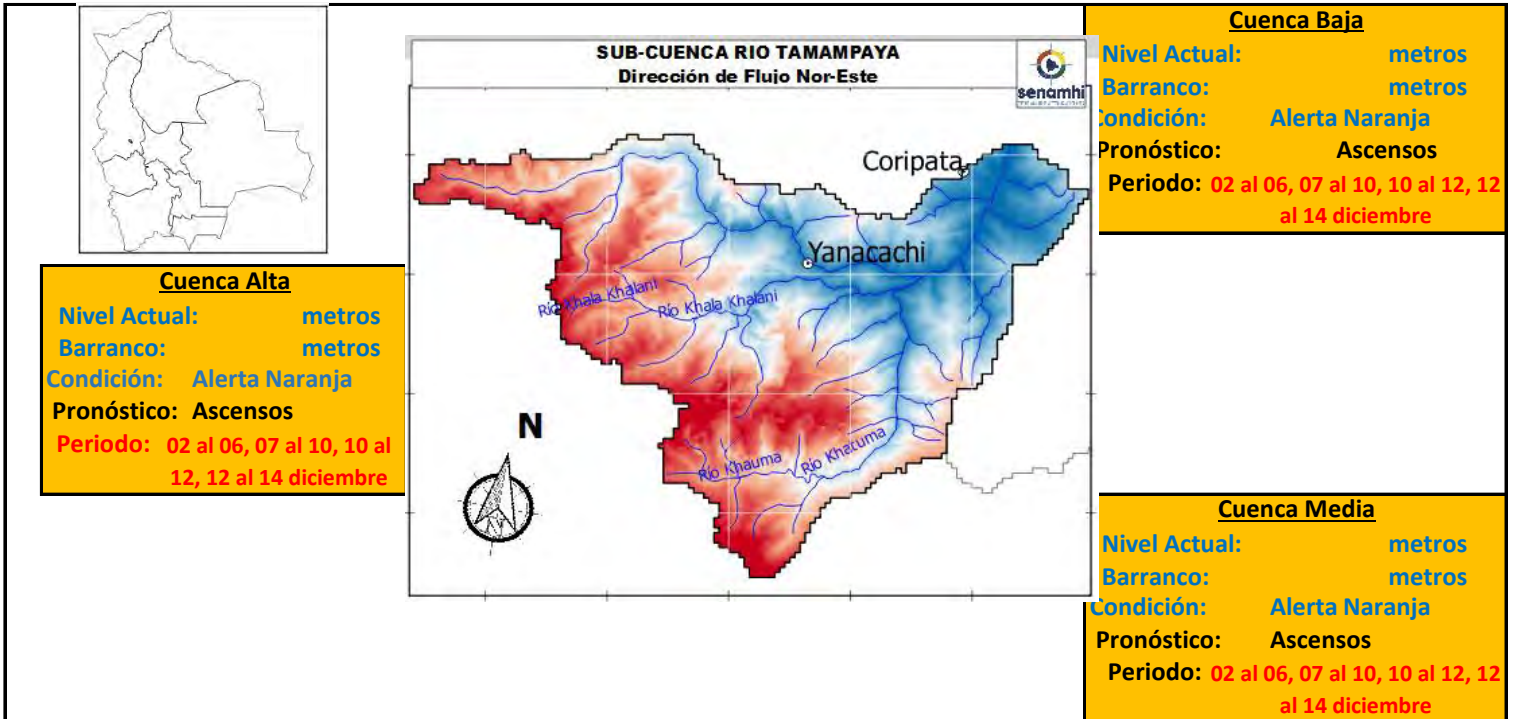 SUB-CUENCA RIO TAMAMPAYA
Dirección de Flujo Nor-Este
senamhi
Coripata
Yanacachi
Río Khala Khalani
Río Khala Khalani
Río Khauma
Río Khatuma
N
Cuenca Alta
Nivel Actual: metros
Barranco: metros
Condición: Alerta Naranja
Pronóstico: Ascensos
Periodo: 02 al 06, 07 al 10, 10 al
12, 12 al 14 diciembre
Cuenca Baja
Nivel Actual: metros
Barranco: metros
Condición: Alerta Naranja
Pronóstico: Ascensos
Periodo: 02 al 06, 07 al 10, 10 al 12, 12
al 14 diciembre
Cuenca Media
Nivel Actual: metros
Barranco: metros
Condición: Alerta Naranja
Pronóstico: Ascensos
Periodo: 02 al 06, 07 al 10, 10 al 12, 12
al 14 diciembre